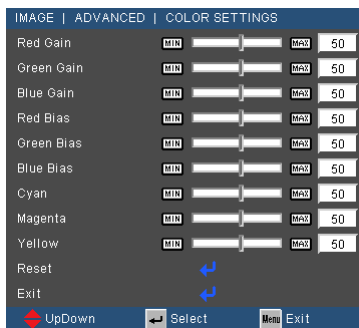 IMAGE | ADVANCED | COLOR SETTINGS
Red Gain MIN MAX 50
Green Gain MIN MAX 50
Blue Gain MIN MAX 50
Red Bias MIN MAX 50
Green Bias MIN MAX 50
Blue Bias MIN MAX 50
Cyan MIN MAX 50
Magenta MIN MAX 50
Yellow MIN MAX 50
Reset
Exit
UpDown Select Menu Exit